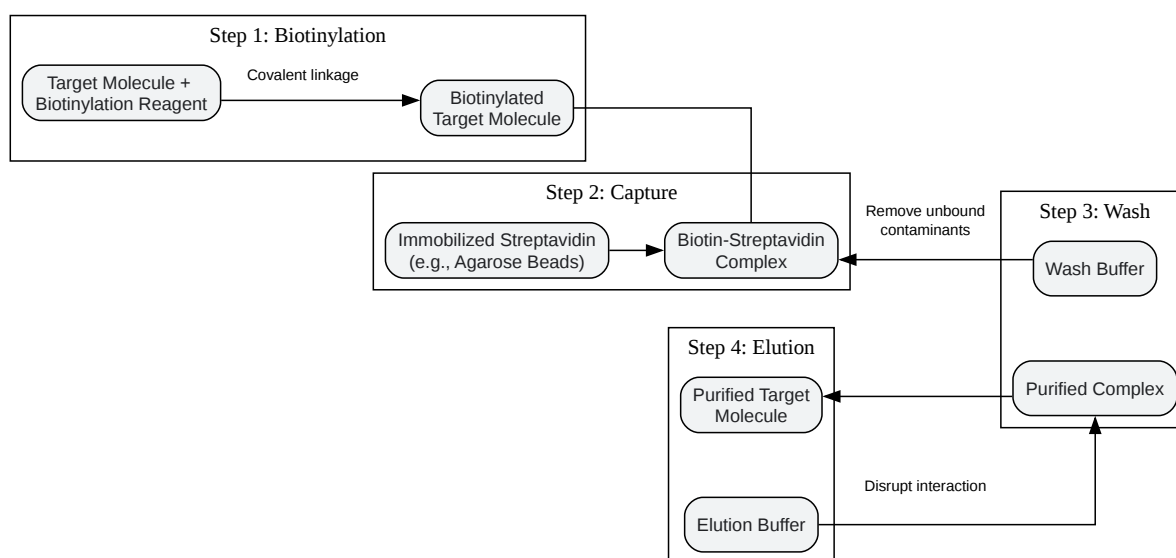 Step 1: Biotinylation
Target Molecule +
Biotinylation Reagent
Covalent linkage
Biotinylated
Target Molecule
Step 2: Capture
Immobilized Streptavidin
(e.g., Agarose Beads)
Biotin-Streptavidin
Complex
Remove unbound
contaminants
Step 3: Wash
Wash Buffer
Purified Complex
Step 4: Elution
Purified Target
Molecule
Elution Buffer
Disrupt interaction